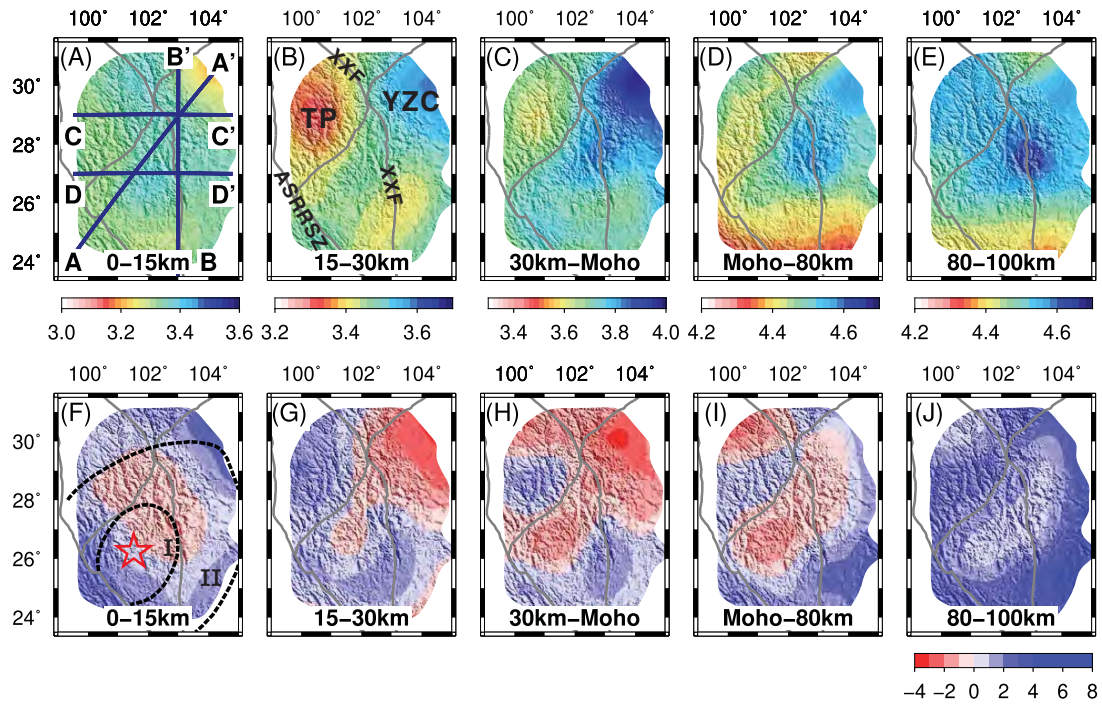 100˚ 102˚ 104˚ 100˚ 102˚ 104˚ 100˚ 102˚ 104˚ 100˚ 102˚ 104˚ 100˚ 102˚ 104˚
(A) B' A' (B) XXF (C) (D) (E)
30˚
TP YZC
28˚
C C'
XXF
D D'
ASRRSZ
26˚
24˚
A 0−15km B 15−30km 30km−Moho Moho−80km 80−100km
3.0 3.2 3.4 3.6 3.2 3.4 3.6 3.4 3.6 3.8 4.0 4.2 4.4 4.6 4.2 4.4 4.6
100˚ 102˚ 104˚ 100˚ 102˚ 104˚ 100˚ 102˚ 104˚ 100˚ 102˚ 104˚ 100˚ 102˚ 104˚
(F) (G) (H) (I) (J)
30˚
28˚
I
26˚
II
24˚
0−15km 15−30km 30km−Moho Moho−80km 80−100km
−4 −2 0 2 4 6 8